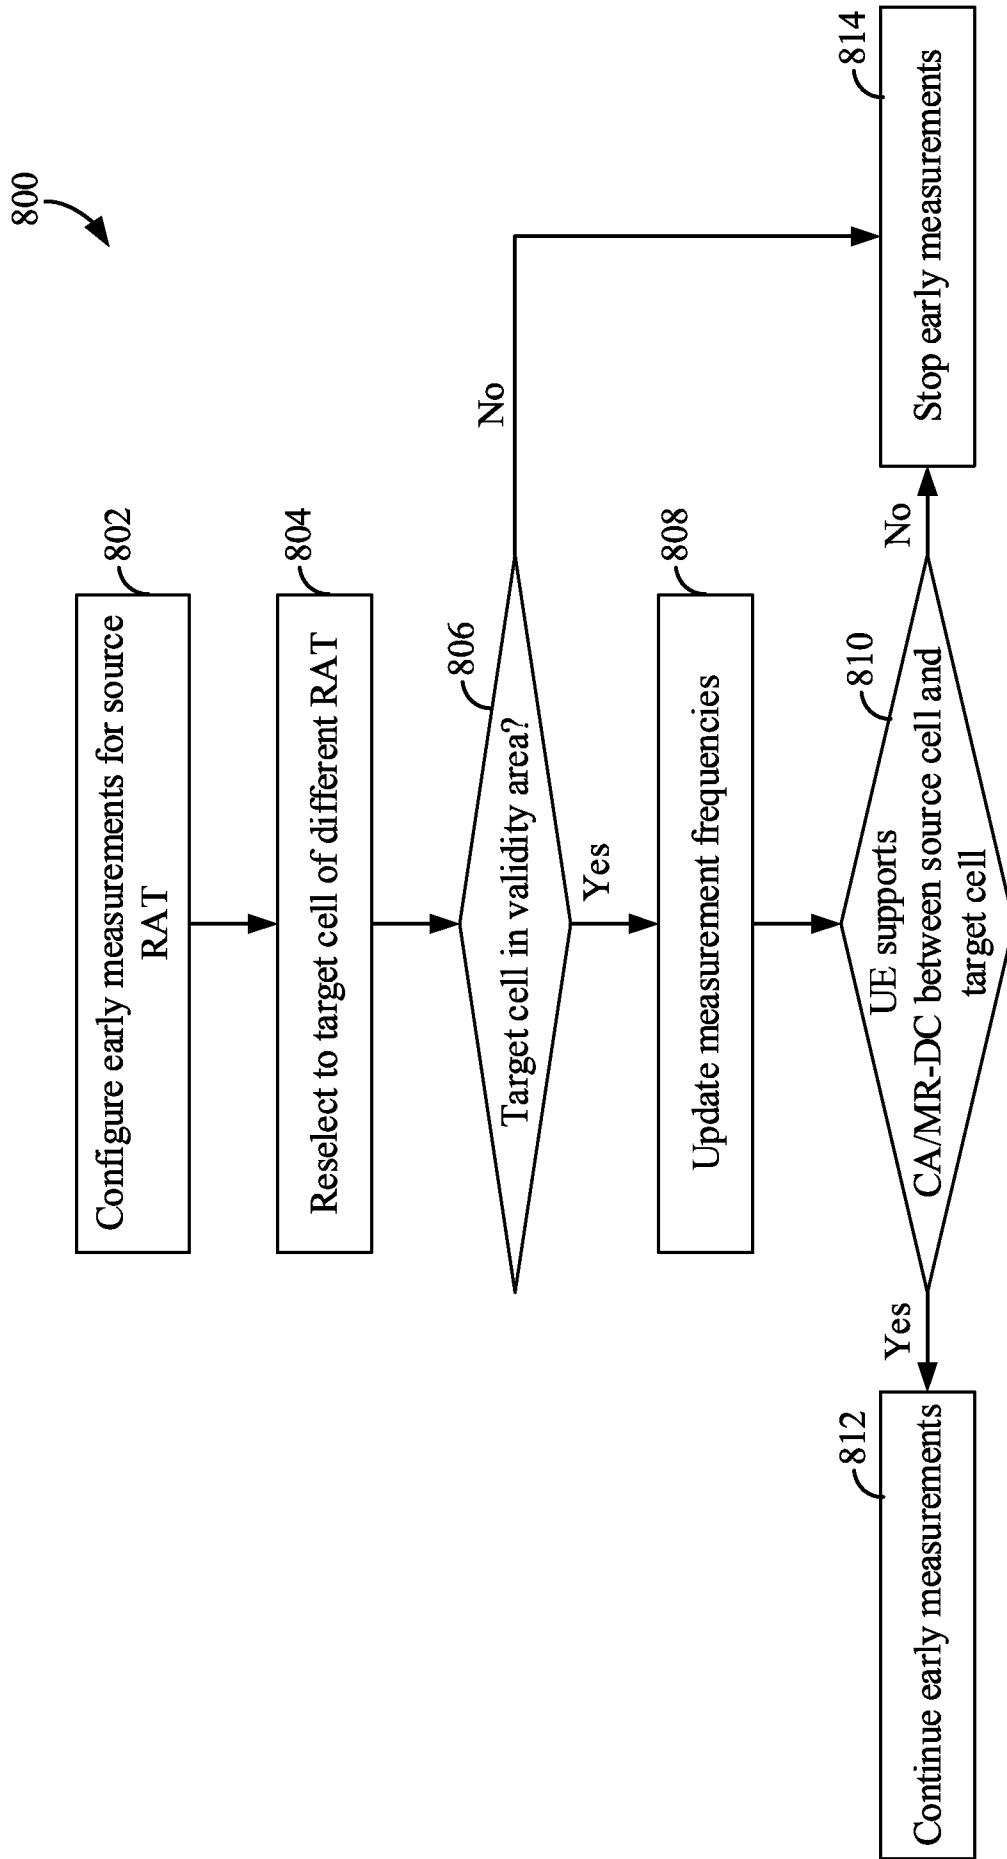 800
802
Configure early measurements for source
RAT
804
Reselect to target cell of different RAT
806
Target cell in validity area?
No
Yes
808
Update measurement frequencies
810
UE supports
CA/MR-DC between source cell and
target cell
Yes
No
812
Continue early measurements
814
Stop early measurements